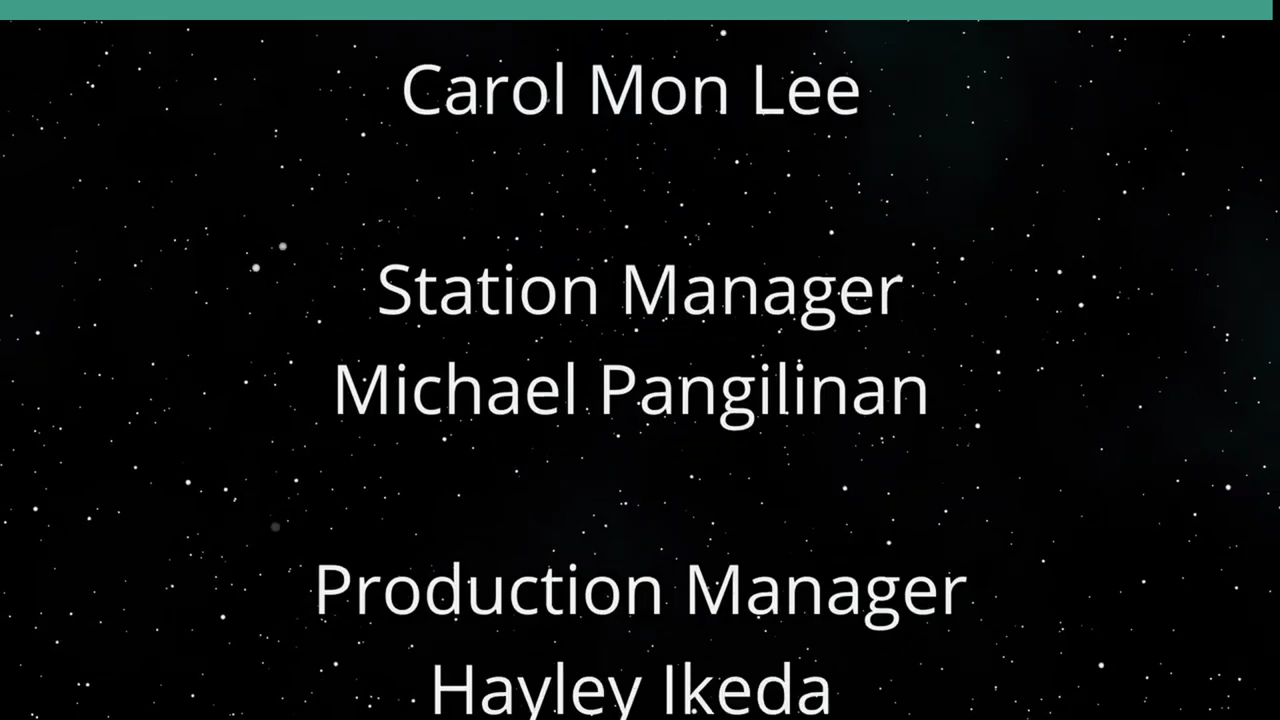 Carol Mon Lee
Station Manager
Michael Pangilinan
Production Manager
Hayley Ikeda